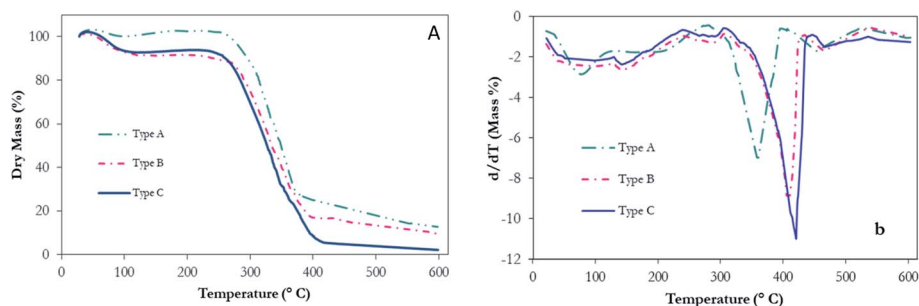 A
Dry Mass (%)
100
80
60
40
20
0
Type A
Type B
Type C
0 100 200 300 400 500 600
Temperature (° C)
d/dT (Mass %)
0
-2
-4
-6
-8
-10
-12
Type A
Type B
Type C
b
0 100 200 300 400 500 600
Temperature (° C)